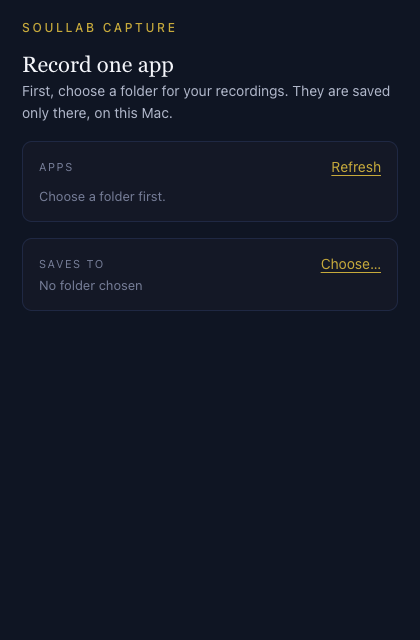 SOULLAB CAPTURE
Record one app
First, choose a folder for your recordings. They are saved
only there, on this Mac.
APPS
Refresh
Choose a folder first.
SAVES TO
Choose...
No folder chosen